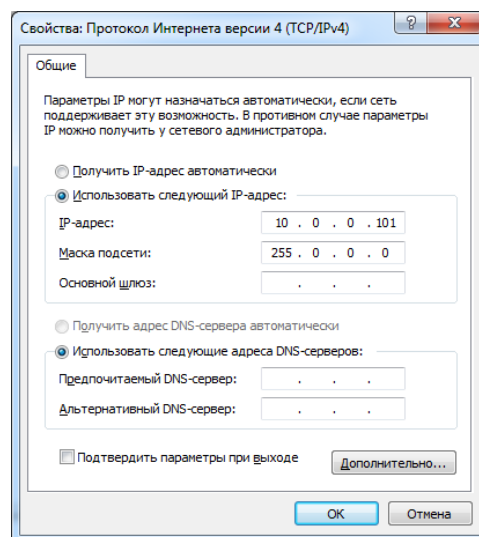 Свойства: Протокол Интернета версии 4 (TCP/IPv4)
Общие
Параметры IP могут назначаться автоматически, если сеть
поддерживает эту возможность. В противном случае параметры
IP можно получить у сетевого администратора.
Получить IP-адрес автоматически
Использовать следующий IP-адрес:
IP-адрес: 10 . 0 . 0 . 101
Маска подсети: 255 . 0 . 0 . 0
Основной шлюз: . . .
Получить адрес DNS-сервера автоматически
Использовать следующие адреса DNS-серверов:
Предпочитаемый DNS-сервер: . . .
Альтернативный DNS-сервер: . . .
Подтвердить параметры при выходе
Дополнительно...
OK Отмена